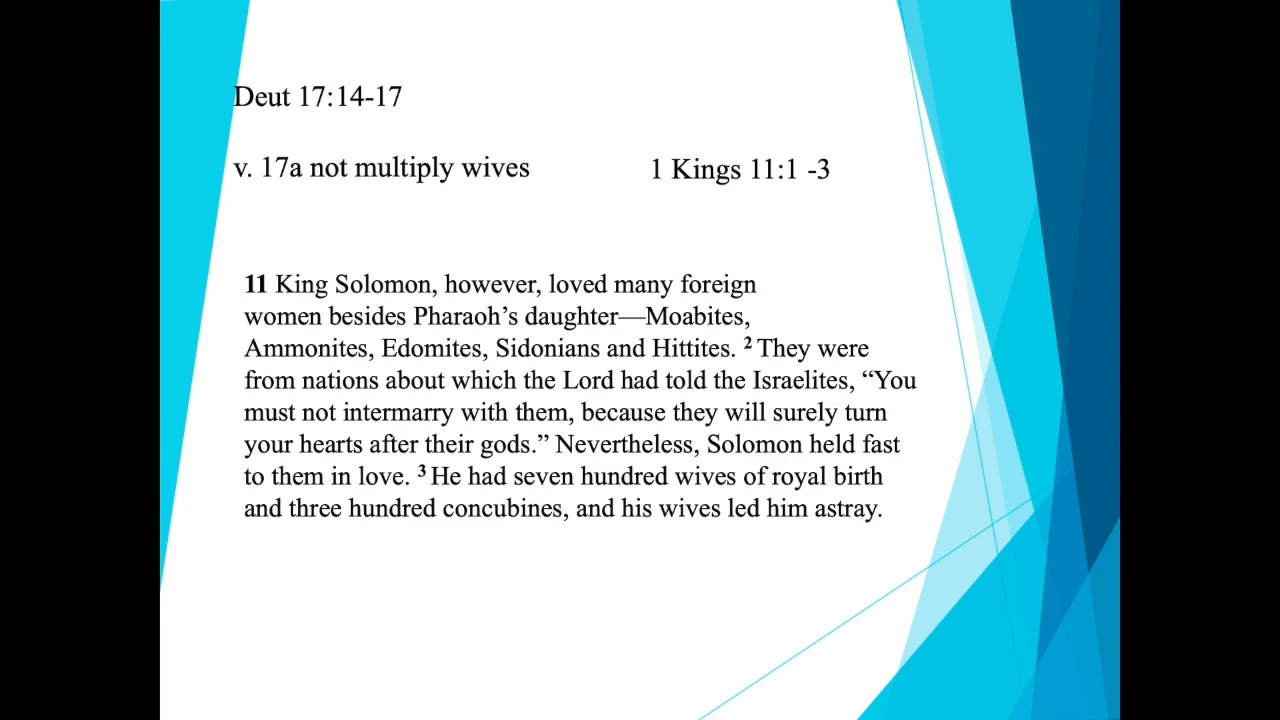 Deut 17:14-17
v. 17a not multiply wives
1 Kings 11:1 -3
11 King Solomon, however, loved many foreign
women besides Pharaoh’s daughter—Moabites,
Ammonites, Edomites, Sidonians and Hittites. 2 They were
from nations about which the Lord had told the Israelites, “You
must not intermarry with them, because they will surely turn
your hearts after their gods.” Nevertheless, Solomon held fast
to them in love. 3 He had seven hundred wives of royal birth
and three hundred concubines, and his wives led him astray.